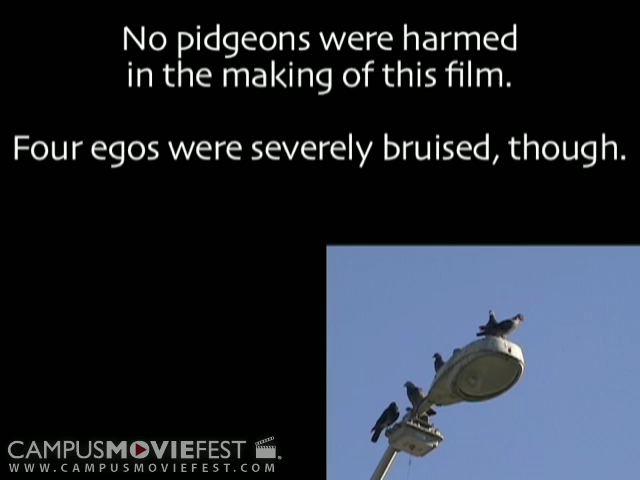 No pidgeons were harmed
in the making of this film.
Four egos were severely bruised, though.
CAMPUSMOVIEFEST
WWW.CAMPUSMOVIEFEST.COM